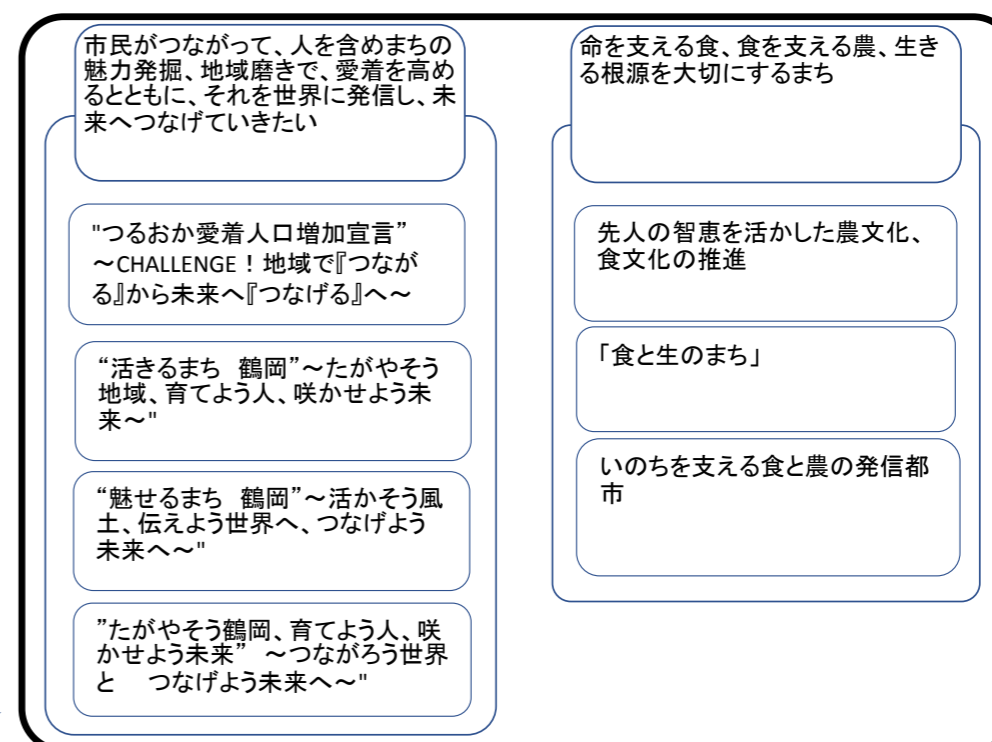 市民がつながって、人を含めまちの
魅力発掘、地域磨きで、愛着を高め
るとともに、それを世界に発信し、未
来へつなげていきたい
"つるおか愛着人口増加宣言”
～CHALLENGE！地域で『つなが
る』から未来へ『つなげる』へ～
“活きるまち　鶴岡”～たがやそう
地域、育てよう人、咲かせよう未
来～"
“魅せるまち　鶴岡”～活かそう風
土、伝えよう世界へ、つなげよう
未来へ～"
”たがやそう鶴岡、育てよう人、咲
かせよう未来”　～つながろう世界
と　　つなげよう未来へ～"
命を支える食、食を支える農、生き
る根源を大切にするまち
先人の智恵を活かした農文化、
食文化の推進
「食と生のまち」
いのちを支える食と農の発信都
市